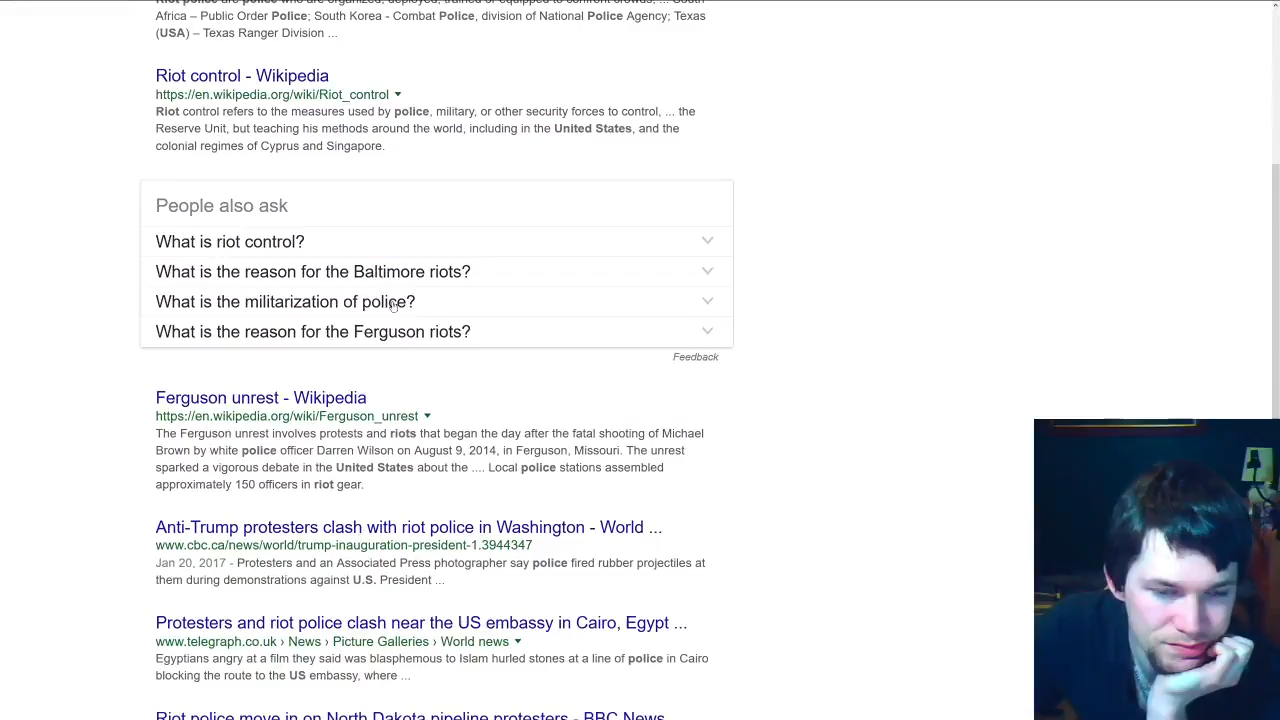 South
Africa – Public Order Police; South Korea - Combat Police, division of National Police Agency; Texas
(USA) – Texas Ranger Division ...
Riot control - Wikipedia
https://en.wikipedia.org/wiki/Riot_control
Riot control refers to the measures used by police, military, or other security forces to control, ... the
Reserve Unit, but teaching his methods around the world, including in the United States, and the
colonial regimes of Cyprus and Singapore.
People also ask
What is riot control?
What is the reason for the Baltimore riots?
What is the militarization of police?
What is the reason for the Ferguson riots?
Feedback
Ferguson unrest - Wikipedia
https://en.wikipedia.org/wiki/Ferguson_unrest
The Ferguson unrest involves protests and riots that began the day after the fatal shooting of Michael
Brown by white police officer Darren Wilson on August 9, 2014, in Ferguson, Missouri. The unrest
sparked a vigorous debate in the United States about the .... Local police stations assembled
approximately 150 officers in riot gear.
Anti-Trump protesters clash with riot police in Washington - World ...
www.cbc.ca/news/world/trump-inauguration-president-1.3944347
Jan 20, 2017 - Protesters and an Associated Press photographer say police fired rubber projectiles at
them during demonstrations against U.S. President ...
Protesters and riot police clash near the US embassy in Cairo, Egypt ...
www.telegraph.co.uk › News › Picture Galleries › World news
Egyptians angry at a film they said was blasphemous to Islam hurled stones at a line of police in Cairo
blocking the route to the US embassy, where ...
Riot police move in on North Dakota pipeline protesters - BBC News